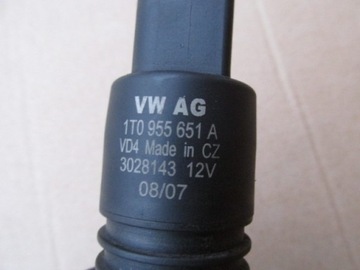 VW AG
1T0 955 651 A
VD4 Made in CZ
3028143 12V
08/07